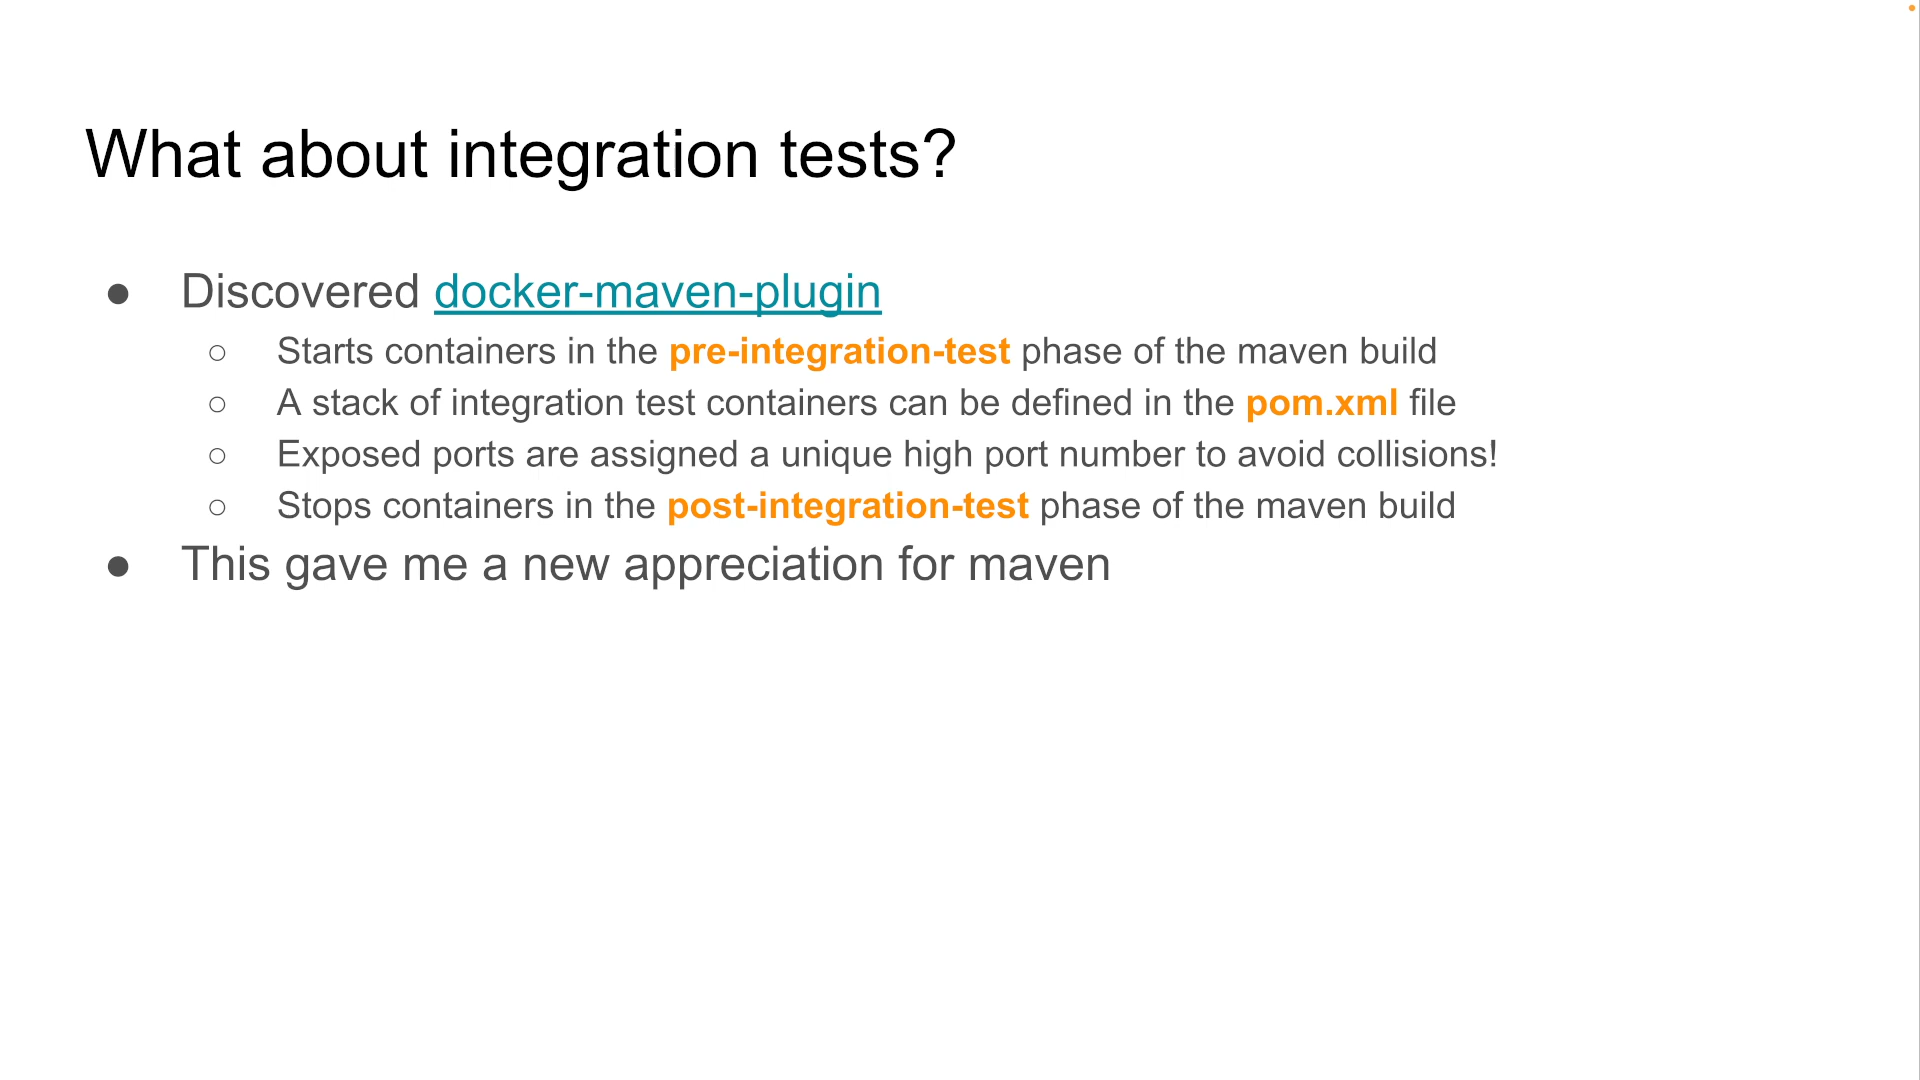 What about integration tests?
● Discovered docker-maven-plugin
○ Starts containers in the pre-integration-test phase of the maven build
○ A stack of integration test containers can be defined in the pom.xml file
○ Exposed ports are assigned a unique high port number to avoid collisions!
○ Stops containers in the post-integration-test phase of the maven build
● This gave me a new appreciation for maven